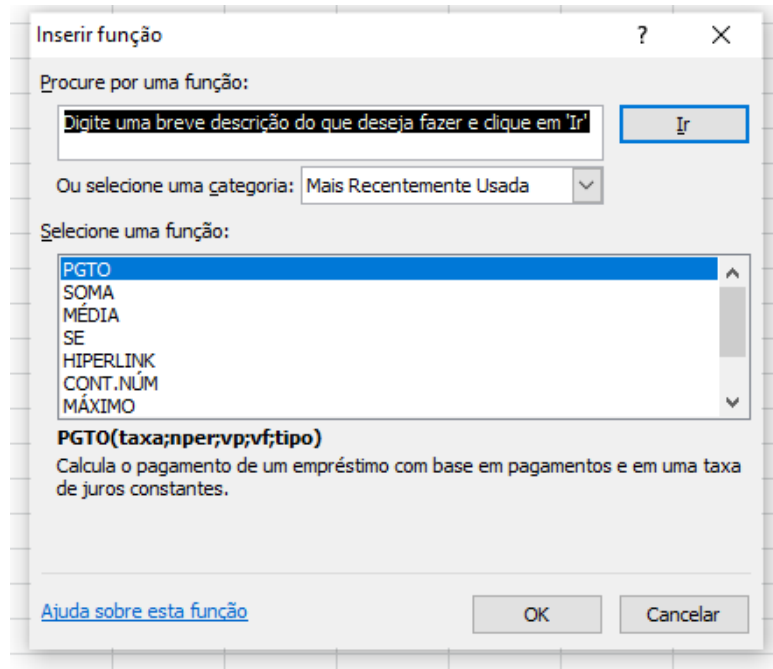 Inserir função
?
Procure por uma função:
Digite uma breve descrição do que deseja fazer e clique em 'Ir'
Ir
Ou selecione uma categoria: Mais Recentemente Usada
Selecione uma função:
PGTO
SOMA
MÉDIA
SE
HIPERLINK
CONT.NÚM
MÁXIMO
PGTO(taxa;nper;vp;vf;tipo)
Calcula o pagamento de um empréstimo com base em pagamentos e em uma taxa
de juros constantes.
Ajuda sobre esta função
OK
Cancelar